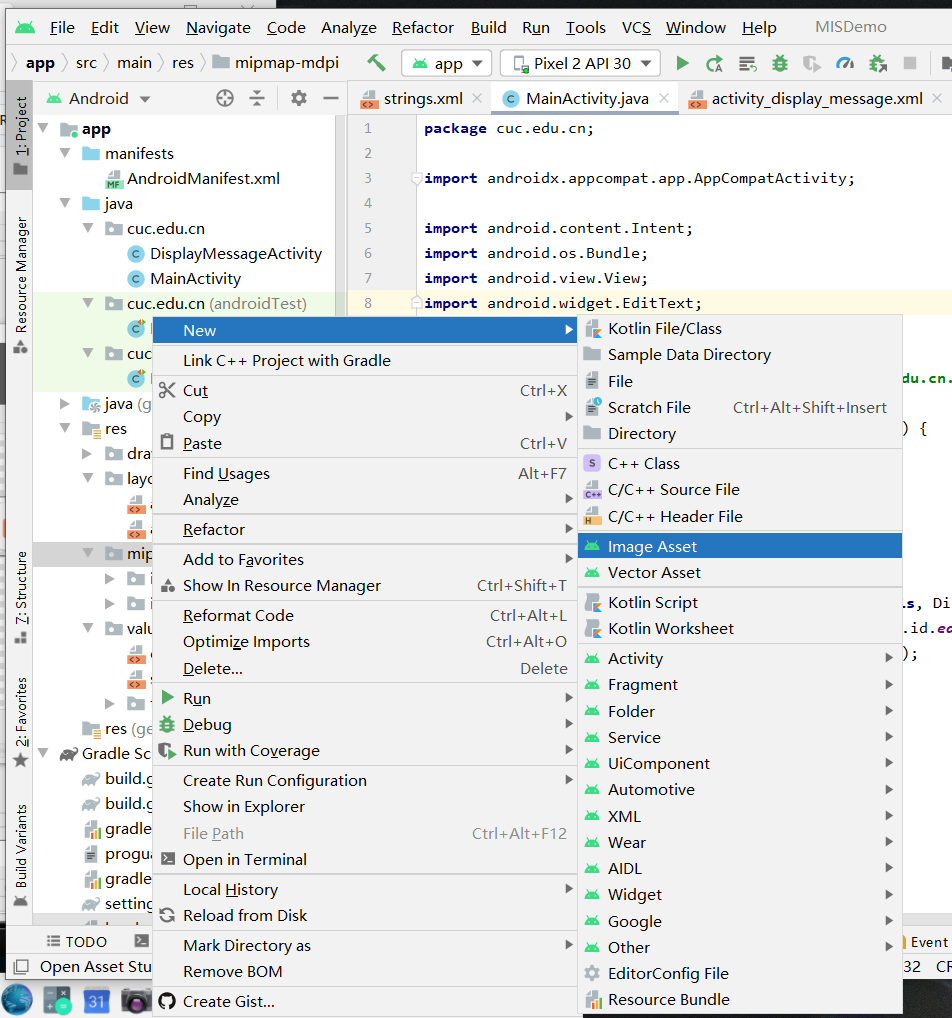 File Edit View Navigate Code Analyze Refactor Build Run Tools VCS Window Help MISDemo
app src main res mipmap-mdpi app Pixel 2 API 30
Android strings.xml MainActivity.java activity_display_message.xml
1: Project
Resource Manager
Z: Structure
2: Favorites
Build Variants
app
manifests
AndroidManifest.xml
java
cuc.edu.cn
DisplayMessageActivity
MainActivity
cuc.edu.cn (androidTest)
cuc
java (g
res
dra
layo
mip
valu
res (ge
Gradle Sc
build.g
build.g
gradle
progua
gradle
setting
1 package cuc.edu.cn;
2
3 import androidx.appcompat.app.AppCompatActivity;
4
5 import android.content.Intent;
6 import android.os.Bundle;
7 import android.view.View;
8 import android.widget.EditText;
du.cn.
) {
s, Di
.id.ed
);
New
Link C++ Project with Gradle
Cut Ctrl+X
Copy
Paste Ctrl+V
Find Usages Alt+F7
Analyze
Refactor
Add to Favorites
Show In Resource Manager Ctrl+Shift+T
Reformat Code Ctrl+Alt+L
Optimize Imports Ctrl+Alt+O
Delete... Delete
Run
Debug
Run with Coverage
Create Run Configuration
Show in Explorer
File Path Ctrl+Alt+F12
Open in Terminal
Local History
Reload from Disk
Mark Directory as
Remove BOM
Create Gist...
Kotlin File/Class
Sample Data Directory
File
Scratch File Ctrl+Alt+Shift+Insert
Directory
C++ Class
C/C++ Source File
C/C++ Header File
Image Asset
Vector Asset
Kotlin Script
Kotlin Worksheet
Activity
Fragment
Folder
Service
UiComponent
Automotive
XML
Wear
AIDL
Widget
Google
Other
EditorConfig File
Resource Bundle
TODO
Event
Open Asset Stu
32 CR
31